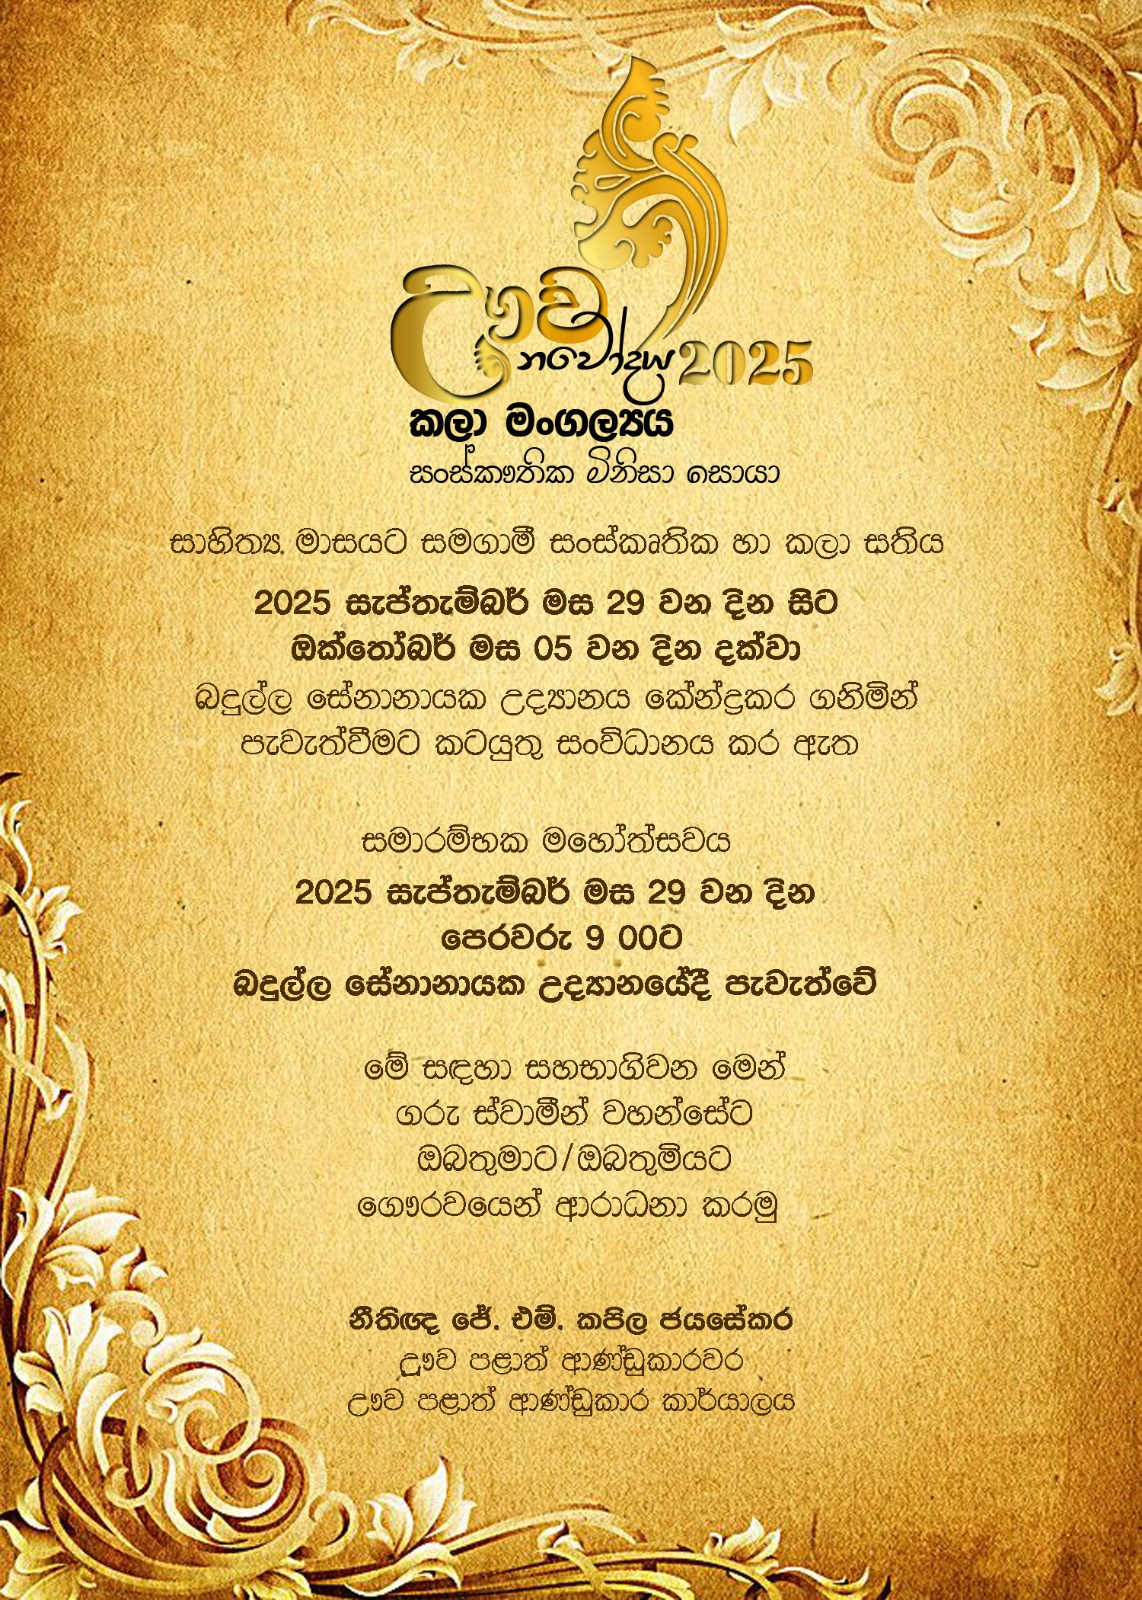 ඌව
නවෝදය 2025
කලා මංගල්‍යය
සංස්කෘතික මිනිසා සොයා
සාහිත්‍ය මාසයට සමගාමී සංස්කෘතික හා කලා සතිය
2025 සැප්තැම්බර් මස 29 වන දින සිට
ඔක්තෝබර් මස 05 වන දින දක්වා
බදුල්ල සේනානායක උද්‍යානය කේන්ද්‍රකර ගනිමින්
පැවැත්වීමට කටයුතු සංවිධානය කර ඇත
සමාරම්භක මහෝත්සවය
2025 සැප්තැම්බර් මස 29 වන දින
පෙරවරු 9 00ට
බදුල්ල සේනානායක උද්‍යානයේදී පැවැත්වේ
මේ සඳහා සහභාගිවන මෙන්
ගරු ස්වාමීන් වහන්සේට
ඔබතුමාට/ඔබතුමියට
ගෞරවයෙන් ආරාධනා කරමු
නීතිඥ ජේ. එම්. කපිල ජයසේකර
ඌව පළාත් ආණ්ඩුකාරවර
ඌව පළාත් ආණ්ඩුකාර කාර්යාලය